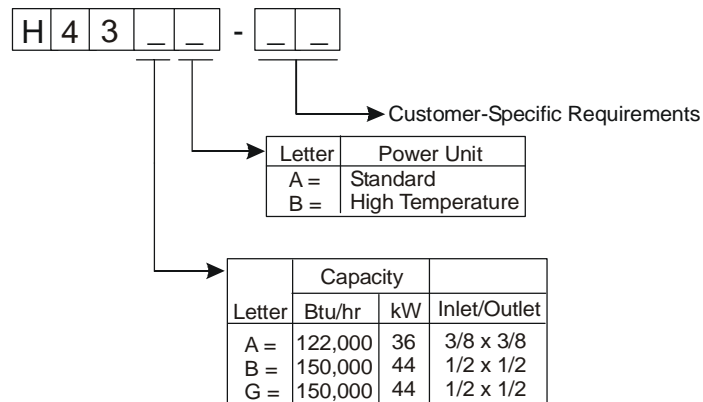 H 4 3 _ _ - _ _
Customer-Specific Requirements
Letter Power Unit
A = Standard
B = High Temperature
Capacity
Letter Btu/hr kW Inlet/Outlet
A = 122,000 36 3/8 x 3/8
B = 150,000 44 1/2 x 1/2
G = 150,000 44 1/2 x 1/2